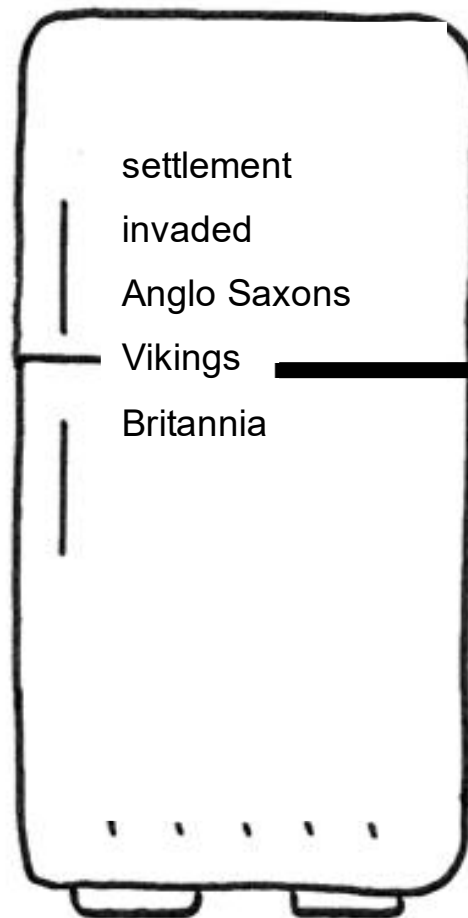 settlement
invaded
Anglo Saxons
Vikings
Britannia